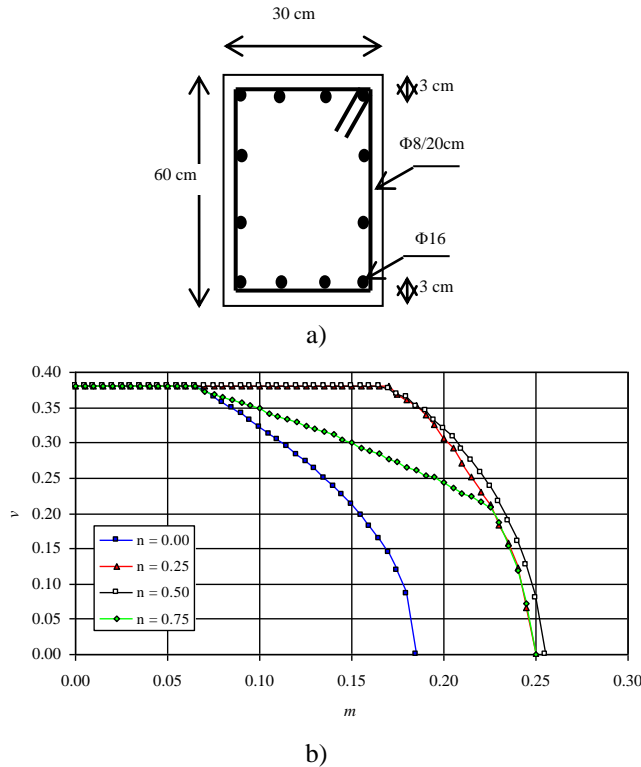 30 cm
3 cm
Φ8/20cm
60 cm
Φ16
3 cm
a)
0.40
0.35
0.30
0.25
0.20
0.15
0.10
0.05
0.00
v
n = 0.00
n = 0.25
n = 0.50
n = 0.75
0.00 0.05 0.10 0.15 0.20 0.25 0.30
m
b)